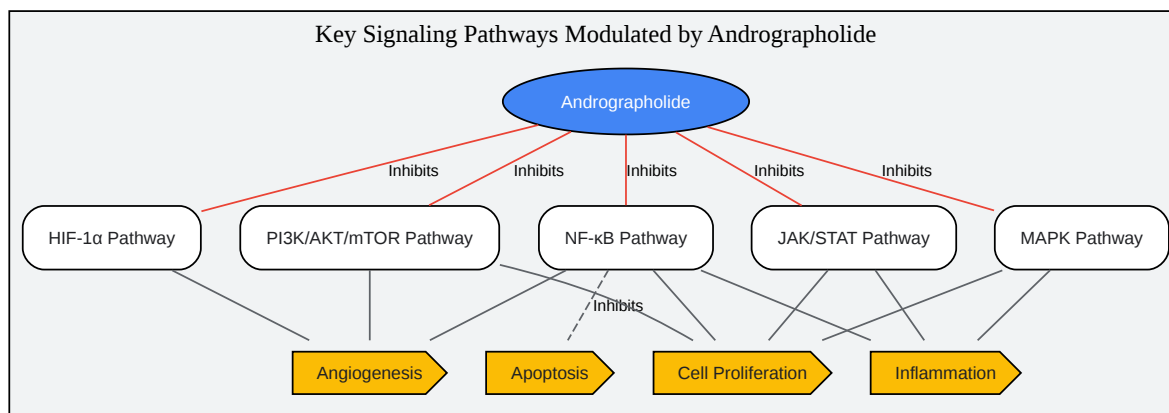 Key Signaling Pathways Modulated by Andrographolide
Andrographolide
Inhibits
Inhibits
Inhibits
Inhibits
Inhibits
HIF-1α Pathway
PI3K/AKT/mTOR Pathway
NF-κB Pathway
JAK/STAT Pathway
MAPK Pathway
Inhibits
Angiogenesis
Apoptosis
Cell Proliferation
Inflammation